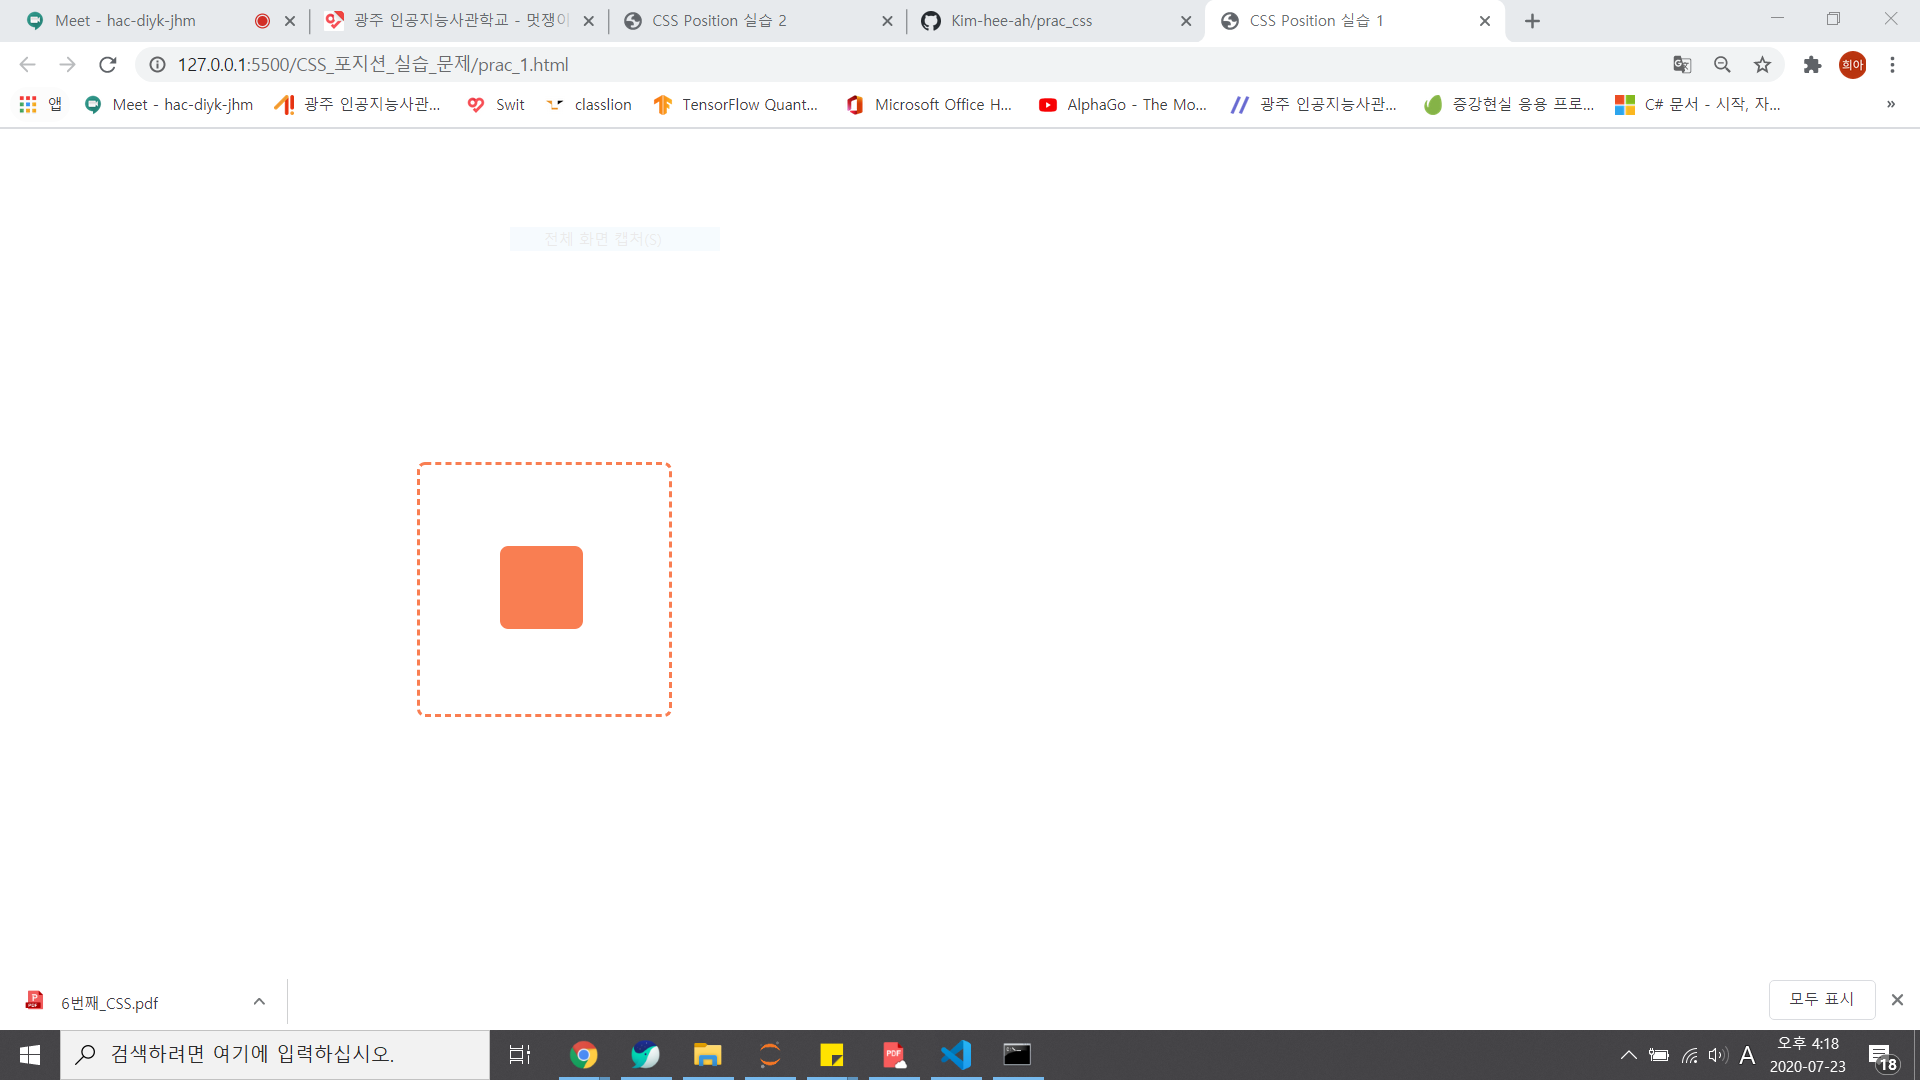 Meet - hac-diyk-jhm
광주 인공지능사관학교 - 멋쟁이
CSS Position 실습 2
Kim-hee-ah/prac_css
CSS Position 실습 1
127.0.0.1:5500/CSS_포지션_실습_문제/prac_1.html
희아
앱
Meet - hac-diyk-jhm
광주 인공지능사관...
Swit
classlion
TensorFlow Quant...
Microsoft Office H...
AlphaGo - The Mo...
광주 인공지능사관...
증강현실 응용 프로...
C# 문서 - 시작, 자...
»
전체 화면 캡처(S)
6번째_CSS.pdf
모두 표시
검색하려면 여기에 입력하십시오.
PDF
A
오후 4:18
2020-07-23
18